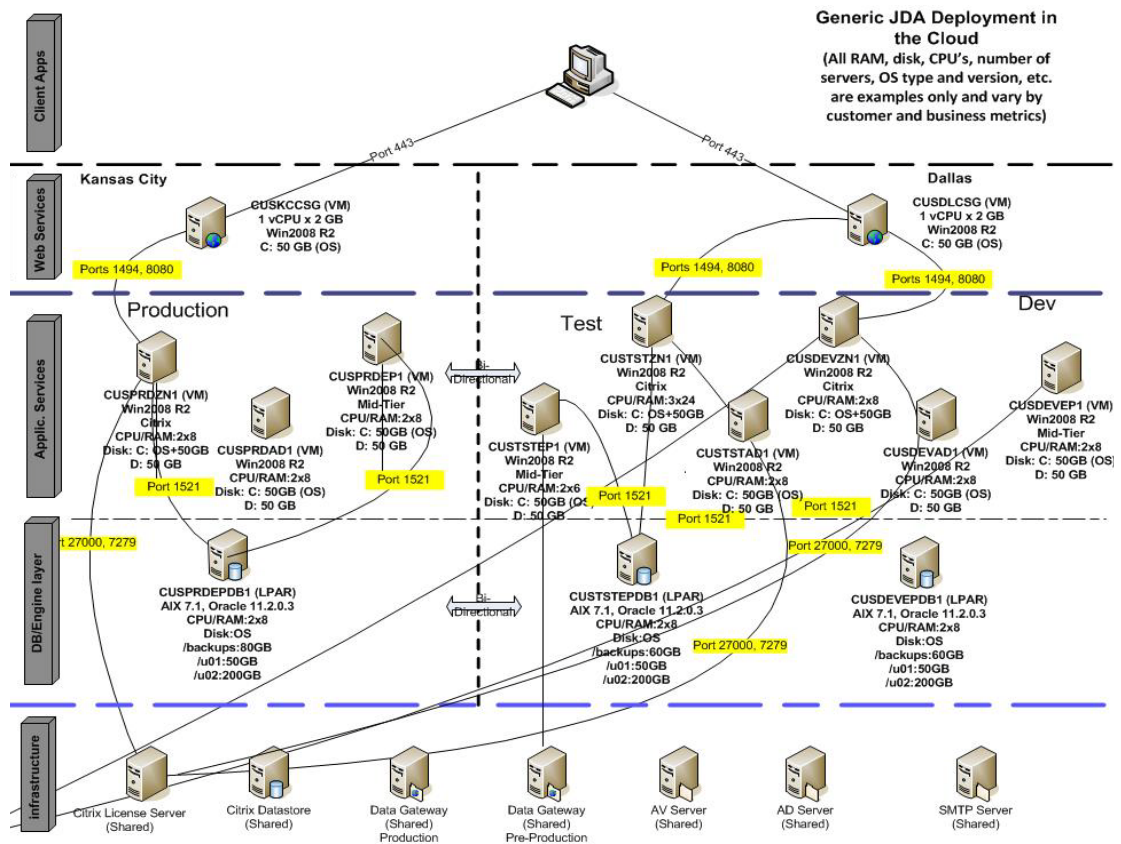 Generic JDA Deployment in
the Cloud
(All RAM, disk, CPU's, number of
servers, OS type and version, etc.
are examples only and vary by
customer and business metrics)
Client Apps
Port 443
Port 443
Kansas City
Dallas
Web Services
CUSKCCSG (VM)
1 vCPU x 2 GB
Win2008 R2
C: 50 GB (OS)
CUSDLCSG (VM)
1 vCPU x 2 GB
Win2008 R2
C: 50 GB (OS)
Ports 1494, 8080
Ports 1494, 8080
Ports 1494, 8080
Applic. Services
Production
Test
Dev
CUSPRDZN1 (VM)
Win2008 R2
Citrix
CPU/RAM:2x8
Disk: C: OS+50GB
D: 50 GB
CUSPRDAD1 (VM)
Win2008 R2
CPU/RAM:2x8
Disk: C: 50GB (OS)
D: 50 GB
CUSPRDEP1 (VM)
Win2008 R2
Mid-Tier
CPU/RAM:2x8
Disk: C: 50GB (OS)
D: 50 GB
Bi-
Directional
CUSTSTEP1 (VM)
Win2008 R2
Mid-Tier
CPU/RAM:2x6
Disk: C: 50GB (OS)
D: 50 GB
CUSTSTZN1 (VM)
Win2008 R2
Citrix
CPU/RAM:3x24
Disk: C: OS+50GB
D: 50 GB
CUSTSTAD1 (VM)
Win2008 R2
CPU/RAM:2x8
Disk: C: 50GB (OS)
D: 50 GB
CUSDEVZN1 (VM)
Win2008 R2
Citrix
CPU/RAM:2x8
Disk: C: OS+50GB
D: 50 GB
CUSDEVAD1 (VM)
Win2008 R2
CPU/RAM:2x8
Disk: C: 50GB (OS)
D: 50 GB
CUSDEVEP1 (VM)
Win2008 R2
Mid-Tier
CPU/RAM:2x8
Disk: C: 50GB (OS)
D: 50 GB
Port 1521
Port 1521
Port 1521
Port 1521
Port 1521
DB/Engine layer
rt 27000, 7279
Port 27000, 7279
Port 27000, 7279
CUSPRDEPDB1 (LPAR)
AIX 7.1, Oracle 11.2.0.3
CPU/RAM:2x8
Disk:OS
/backups:80GB
/u01:50GB
/u02:200GB
Bi-
Directional
CUSTSTEPDB1 (LPAR)
AIX 7.1, Oracle 11.2.0.3
CPU/RAM:2x8
Disk:OS
/backups:60GB
/u01:50GB
/u02:200GB
CUSDEVEPDB1 (LPAR)
AIX 7.1, Oracle 11.2.0.3
CPU/RAM:2x8
Disk:OS
/backups:60GB
/u01:50GB
/u02:200GB
infrastructure
Citrix License Server
(Shared)
Citrix Datastore
(Shared)
Data Gateway
(Shared)
Production
Data Gateway
(Shared)
Pre-Production
AV Server
(Shared)
AD Server
(Shared)
SMTP Server
(Shared)